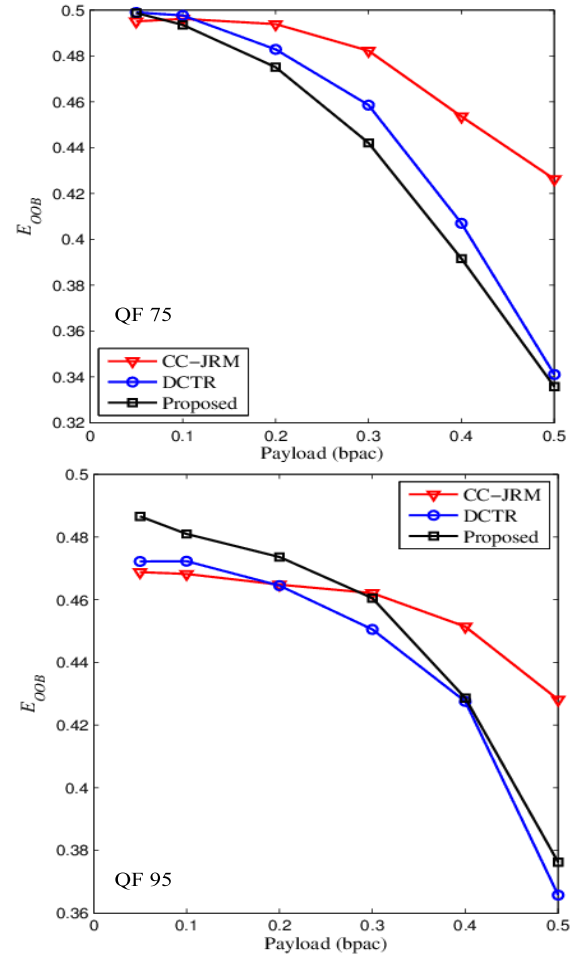 0.5
0.48
0.46
0.44
0.42
0.4
0.38
0.36
0.34
0.32
E_OOB
QF 75
CC-JRM
DCTR
Proposed
0 0.1 0.2 0.3 0.4 0.5
Payload (bpac)
0.5
0.48
0.46
0.44
0.42
0.4
0.38
0.36
E_OOB
CC-JRM
DCTR
Proposed
QF 95
0 0.1 0.2 0.3 0.4 0.5
Payload (bpac)